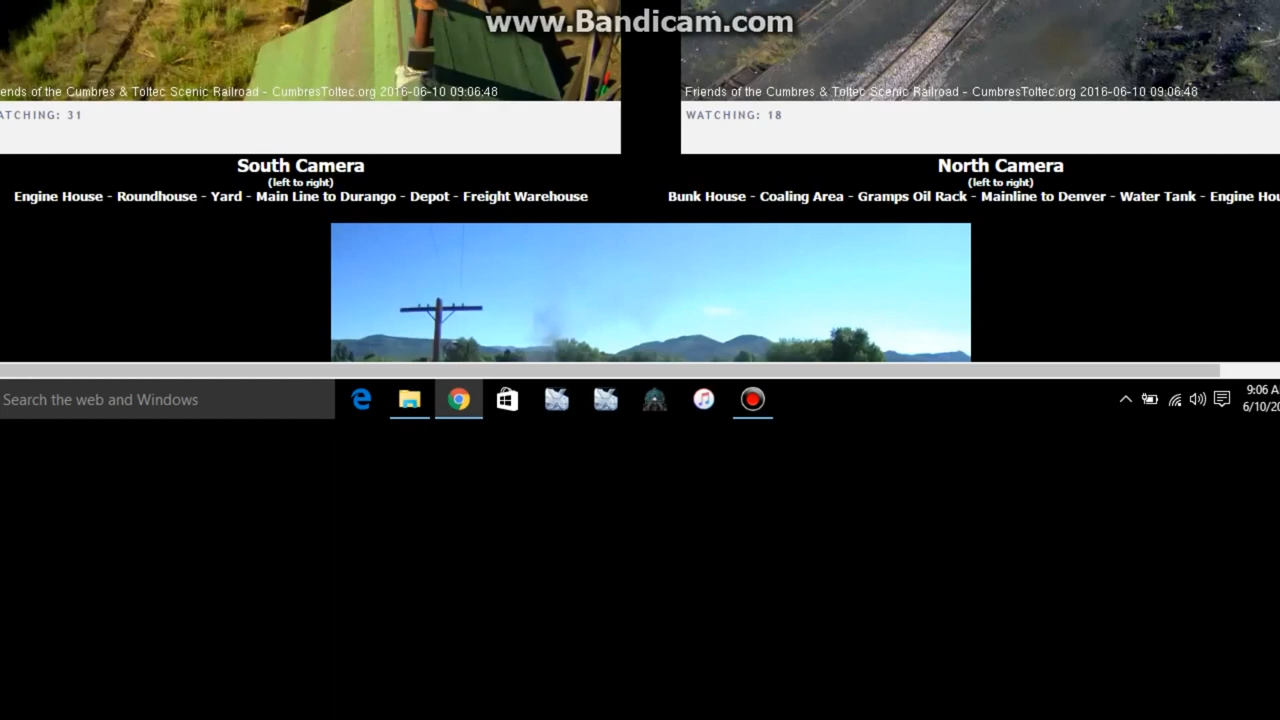 www.Bandicam.com
ends of the Cumbres & Toltec Scenic Railroad - CumbresToltec.org 2016-06-10 09:06:48
Friends of the Cumbres & Toltec Scenic Railroad - CumbresToltec.org 2016-06-10 09:06:48
ATCHING: 31
WATCHING: 18
South Camera
(left to right)
Engine House - Roundhouse - Yard - Main Line to Durango - Depot - Freight Warehouse
North Camera
(left to right)
Bunk House - Coaling Area - Gramps Oil Rack - Mainline to Denver - Water Tank - Engine Hou
Search the web and Windows
9:06 A
6/10/20